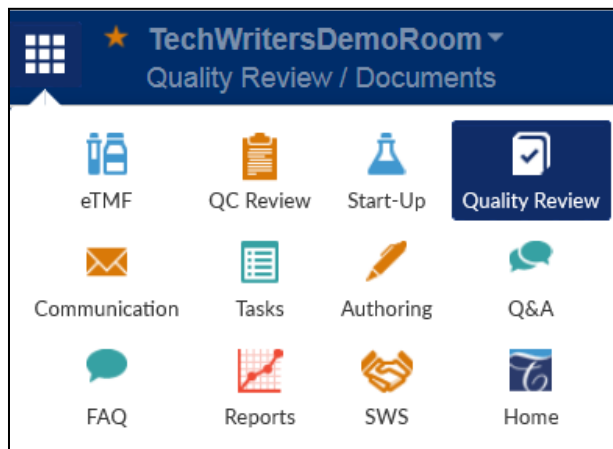 TechWritersDemoRoom
Quality Review / Documents
eTMF QC Review Start-Up Quality Review
Communication Tasks Authoring Q&A
FAQ Reports SWS Home